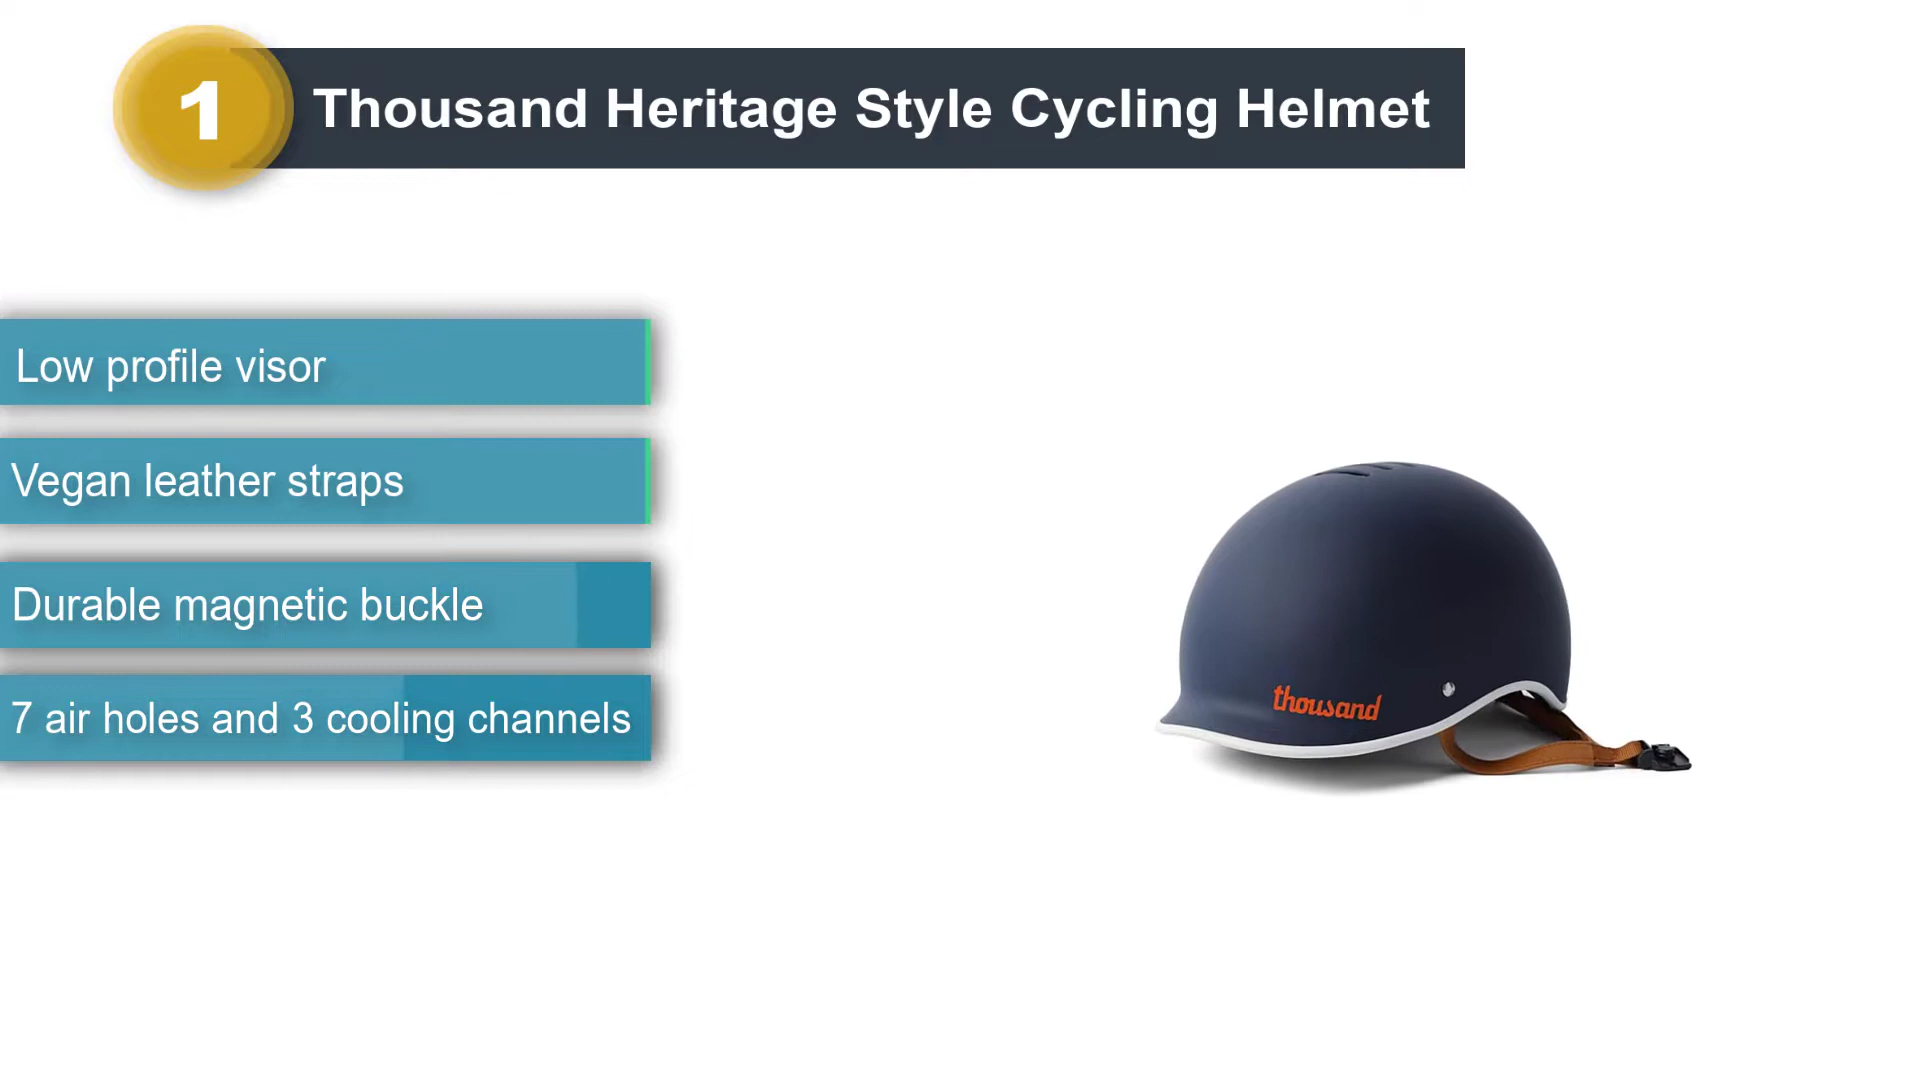 1
Thousand Heritage Style Cycling Helmet
Low profile visor
Vegan leather straps
Durable magnetic buckle
7 air holes and 3 cooling channels
thousand